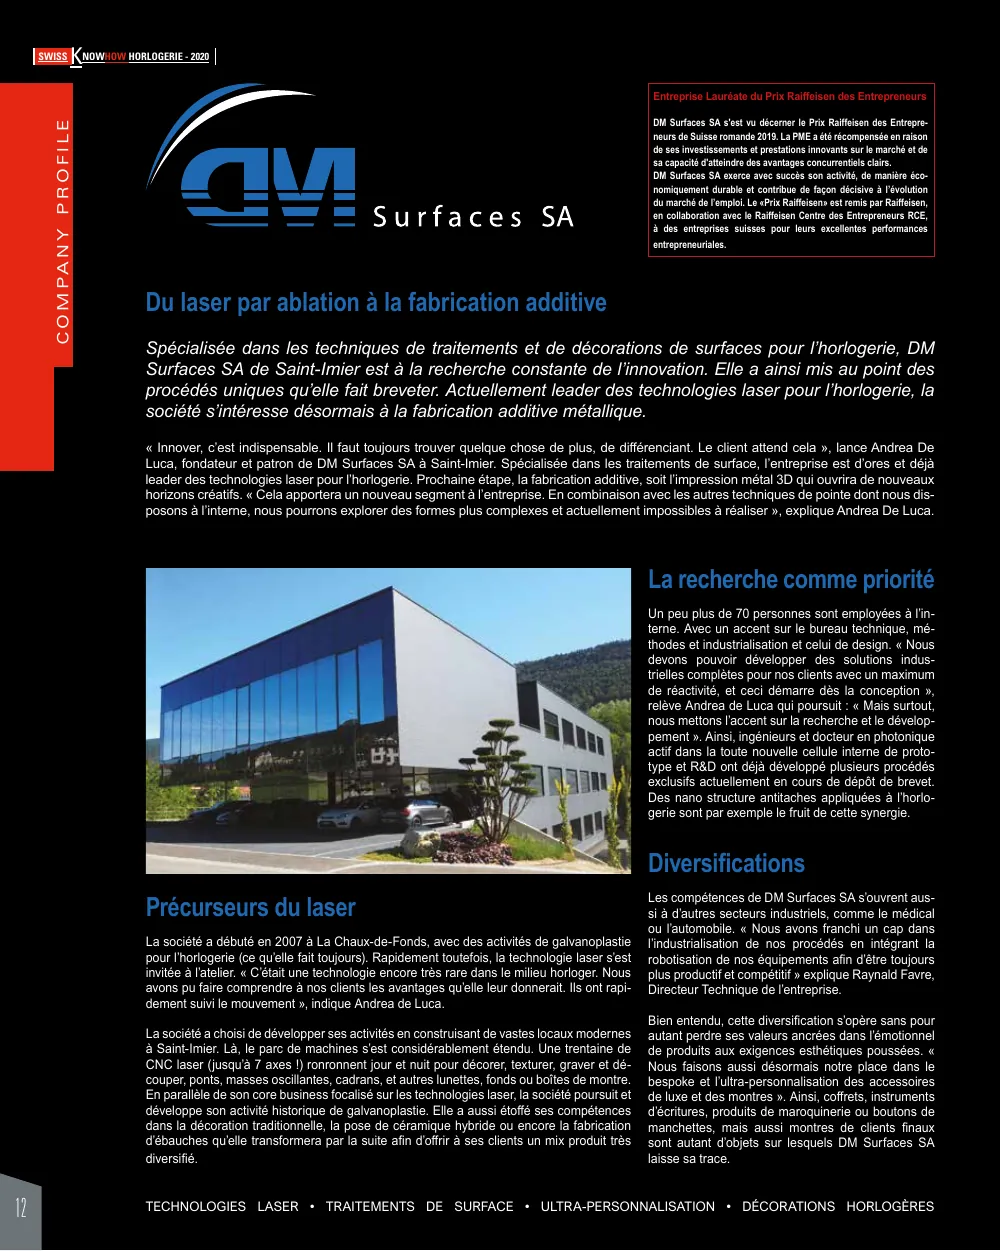 SWISS KNOWHOW HORLOGERIE - 2020
COMPANY PROFILE
DM
Surfaces SA
Entreprise Lauréate du Prix Raiffeisen des Entrepreneurs
DM Surfaces SA s'est vu décerner le Prix Raiffeisen des Entrepre-
neurs de Suisse romande 2019. La PME a été récompensée en raison
de ses investissements et prestations innovants sur le marché et de
sa capacité d'atteindre des avantages concurrentiels clairs.
DM Surfaces SA exerce avec succès son activité, de manière éco-
nomiquement durable et contribue de façon décisive à l'évolution
du marché de l'emploi. Le «Prix Raiffeisen» est remis par Raiffeisen,
en collaboration avec le Raiffeisen Centre des Entrepreneurs RCE,
à des entreprises suisses pour leurs excellentes performances
entrepreneuriales.
Du laser par ablation à la fabrication additive
Spécialisée dans les techniques de traitements et de décorations de surfaces pour l'horlogerie, DM
Surfaces SA de Saint-Imier est à la recherche constante de l'innovation. Elle a ainsi mis au point des
procédés uniques qu'elle fait breveter. Actuellement leader des technologies laser pour l'horlogerie, la
société s'intéresse désormais à la fabrication additive métallique.
« Innover, c'est indispensable. Il faut toujours trouver quelque chose de plus, de différenciant. Le client attend cela », lance Andrea De
Luca, fondateur et patron de DM Surfaces SA à Saint-Imier. Spécialisée dans les traitements de surface, l'entreprise est d'ores et déjà
leader des technologies laser pour l'horlogerie. Prochaine étape, la fabrication additive, soit l'impression métal 3D qui ouvrira de nouveaux
horizons créatifs. « Cela apportera un nouveau segment à l'entreprise. En combinaison avec les autres techniques de pointe dont nous dis-
posons à l'interne, nous pourrons explorer des formes plus complexes et actuellement impossibles à réaliser », explique Andrea De Luca.
Précurseurs du laser
La société a débuté en 2007 à La Chaux-de-Fonds, avec des activités de galvanoplastie
pour l'horlogerie (ce qu'elle fait toujours). Rapidement toutefois, la technologie laser s'est
invitée à l'atelier. « C'était une technologie encore très rare dans le milieu horloger. Nous
avons pu faire comprendre à nos clients les avantages qu'elle leur donnerait. Ils ont rapi-
dement suivi le mouvement », indique Andrea de Luca.
La société a choisi de développer ses activités en construisant de vastes locaux modernes
à Saint-Imier. Là, le parc de machines s'est considérablement étendu. Une trentaine de
CNC laser (jusqu'à 7 axes !) ronronnent jour et nuit pour décorer, texturer, graver et dé-
couper, ponts, masses oscillantes, cadrans, et autres lunettes, fonds ou boîtes de montre.
En parallèle de son core business focalisé sur les technologies laser, la société poursuit et
développe son activité historique de galvanoplastie. Elle a aussi étoffé ses compétences
dans la décoration traditionnelle, la pose de céramique hybride ou encore la fabrication
d'ébauches qu'elle transformera par la suite afin d'offrir à ses clients un mix produit très
diversifié.
La recherche comme priorité
Un peu plus de 70 personnes sont employées à l'in-
terne. Avec un accent sur le bureau technique, mé-
thodes et industrialisation et celui de design. « Nous
devons pouvoir développer des solutions indus-
trielles complètes pour nos clients avec un maximum
de réactivité, et ceci démarre dès la conception »,
relève Andrea de Luca qui poursuit : « Mais surtout,
nous mettons l'accent sur la recherche et le dévelop-
pement ». Ainsi, ingénieurs et docteur en photonique
actif dans la toute nouvelle cellule interne de proto-
type et R&D ont déjà développé plusieurs procédés
exclusifs actuellement en cours de dépôt de brevet.
Des nano structure antitaches appliquées à l'horlo-
gerie sont par exemple le fruit de cette synergie.
Diversifications
Les compétences de DM Surfaces SA s'ouvrent aus-
si à d'autres secteurs industriels, comme le médical
ou l'automobile. « Nous avons franchi un cap dans
l'industrialisation de nos procédés en intégrant la
robotisation de nos équipements afin d'être toujours
plus productif et compétitif » explique Raynald Favre,
Directeur Technique de l'entreprise.
Bien entendu, cette diversification s'opère sans pour
autant perdre ses valeurs ancrées dans l'émotionnel
de produits aux exigences esthétiques poussées. «
Nous faisons aussi désormais notre place dans le
bespoke et l'ultra-personnalisation des accessoires
de luxe et des montres ». Ainsi, coffrets, instruments
d'écritures, produits de maroquinerie ou boutons de
manchettes, mais aussi montres de clients finaux
sont autant d'objets sur lesquels DM Surfaces SA
laisse sa trace.
12
TECHNOLOGIES LASER • TRAITEMENTS DE SURFACE • ULTRA-PERSONNALISATION • DÉCORATIONS HORLOGÈRES